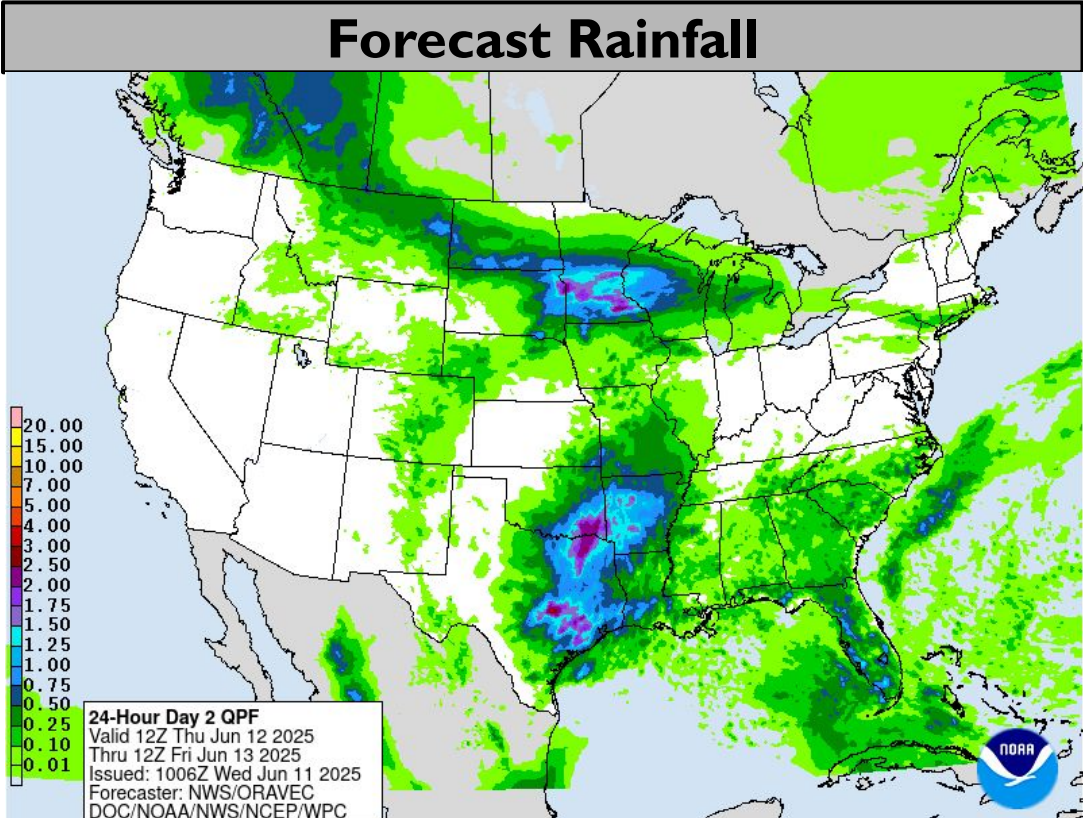 Forecast Rainfall
20.00
15.00
10.00
7.00
5.00
4.00
3.00
2.50
2.00
1.75
1.50
1.25
1.00
0.75
0.50
0.25
0.10
0.01
24-Hour Day 2 QPF
Valid 12Z Thu Jun 12 2025
Thru 12Z Fri Jun 13 2025
Issued: 1006Z Wed Jun 11 2025
Forecaster: NWS/ORAVEC
DOC/NOAA/NWS/NCEP/WPC
NOAA